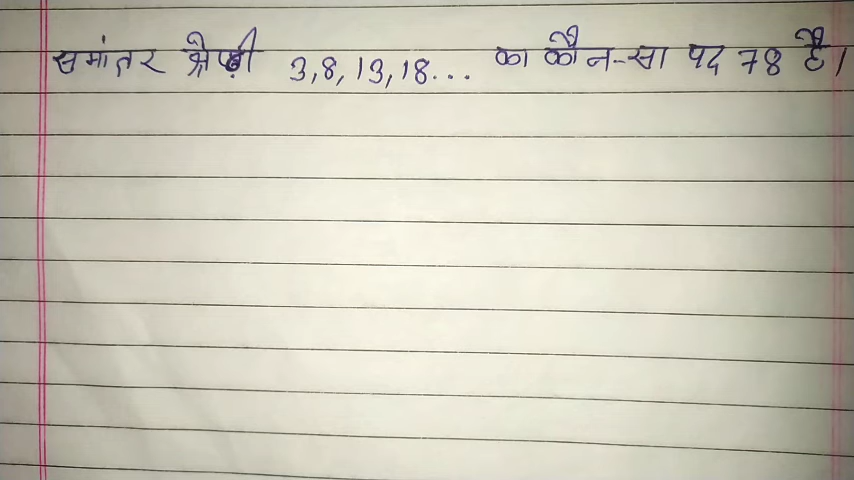 समांतर श्रेढ़ी 3,8,13,18... का कौन-सा पद 78 है।